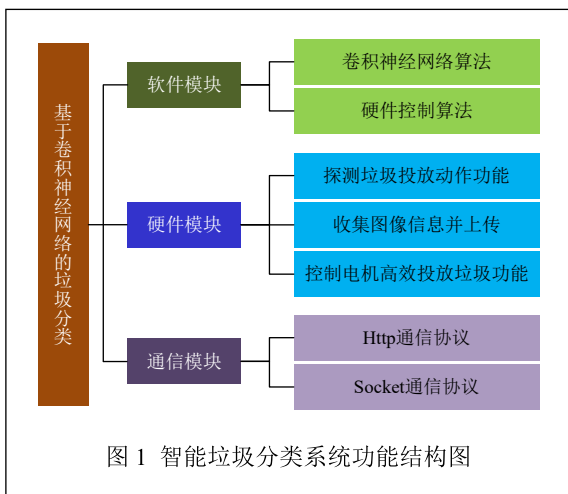 基于卷积神经网络的垃圾分类
软件模块
卷积神经网络算法
硬件控制算法
硬件模块
探测垃圾投放动作功能
收集图像信息并上传
控制电机高效投放垃圾功能
通信模块
Http通信协议
Socket通信协议
图 1 智能垃圾分类系统功能结构图